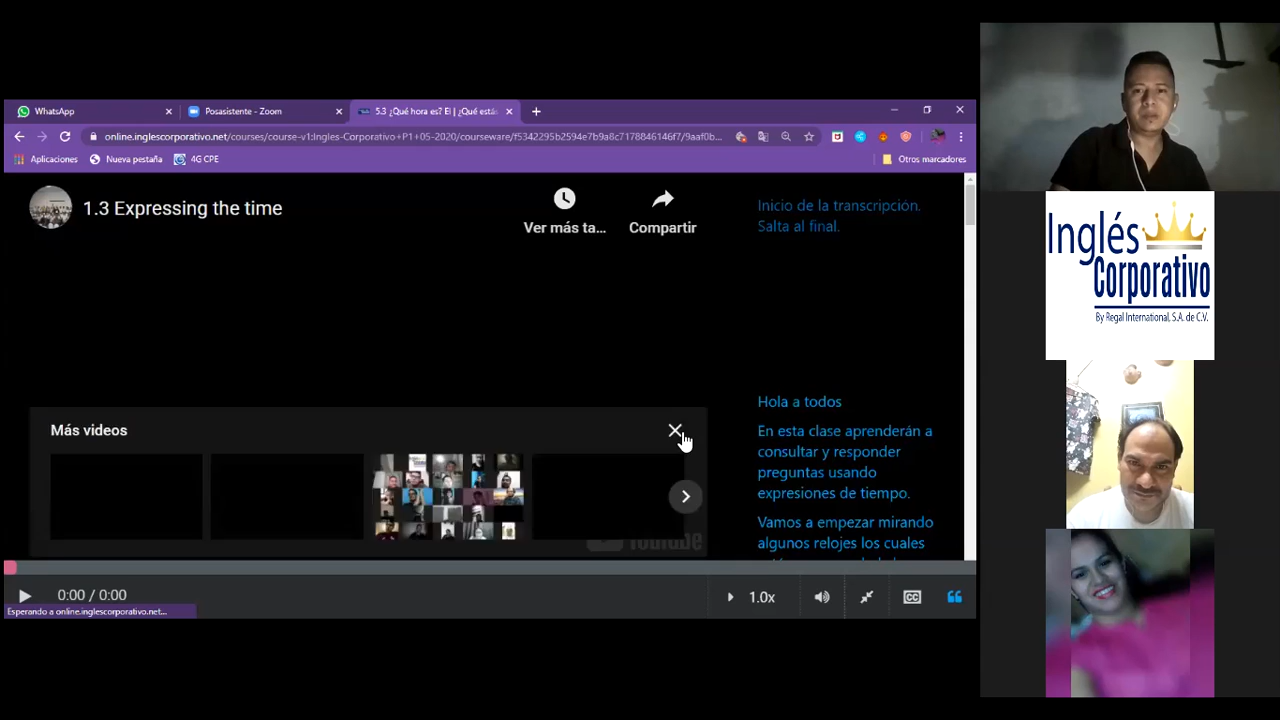 WhatsApp
Posasistente - Zoom
5.3 ¿Qué hora es? El | ¿Qué está
online.inglescorporativo.net/courses/course-v1:Ingles-Corporativo+P1+05-2020/courseware/f5342295b2594e7b9a8c7178846146f7/9aaf0b...
Aplicaciones
Nueva pestaña
4G CPE
Otros marcadores
1.3 Expressing the time
Ver más ta...
Compartir
Inicio de la transcripción.
Salta al final.
Más videos
YouTube
Hola a todos
En esta clase aprenderán a
consultar y responder
preguntas usando
expresiones de tiempo.
Vamos a empezar mirando
algunos relojes los cuales
0:00 / 0:00
1.0x
CC
Esperando a online.inglescorporativo.net...
Inglés
Corporativo
By Regal International, S.A. de C.V.